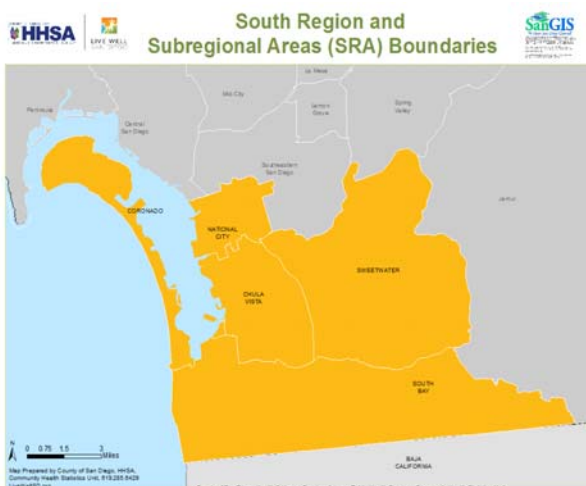 HHSA
LIVE WELL
South Region and
Subregional Areas (SRA) Boundaries
SanGIS
La Mesa
Mid City
Lemon
Grove
Spring
Valley
Peninsula
Central
San Diego
Southeastern
San Diego
Jamul
CORONADO
NATIONAL
CITY
SWEETWATER
CHULA
VISTA
SOUTH
BAY
BAJA
CALIFORNIA
N
0 0.75 1.5 3
Miles
Map Prepared by County of San Diego, HHSA,
Community Health Statistics Unit, 619.285.6429